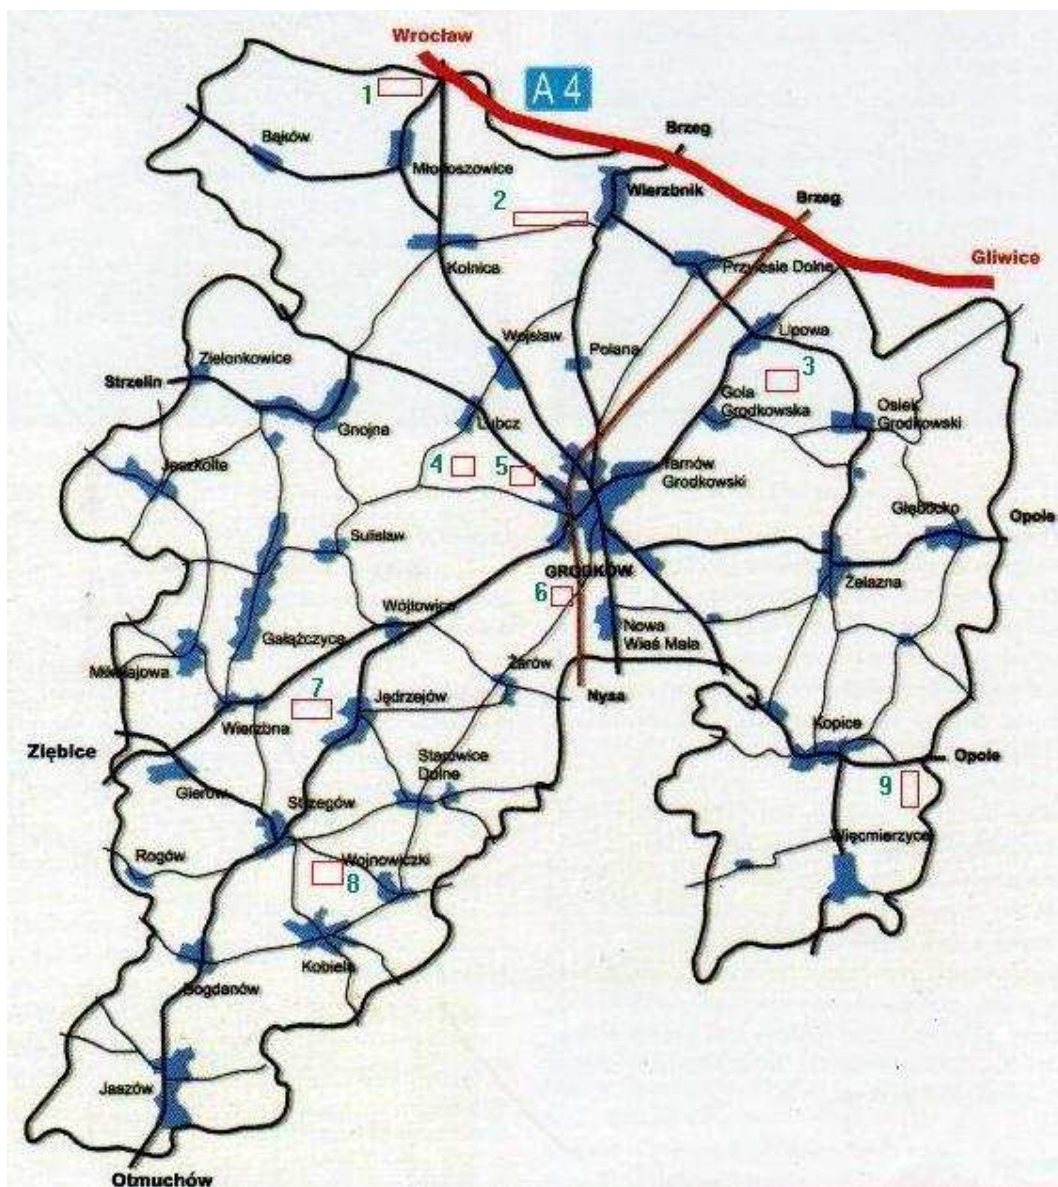 Wrocław
A 4
1
Brzeg
Bąków
Młodoszowice
Wierzbnik
2
Brzeg
Kolnica
Przylesie Dolne
Gliwice
Wojsław
Lipowa
Zielonkowice
Polana
Strzelin
3
Gola
Grodkowska
Gnojna
Lubcz
Osiek
Grodkowski
Jeszkotle
4
5
Tarnów
Grodkowski
Głębocko
Opole
Sulisław
GRODKÓW
Żelazna
6
Wójtowice
Nowa
Wieś Mała
Gałązczyce
Mikołajowa
Żarów
7
Jędrzejów
Nysa
Wierzbna
Kopice
Ziębice
Starowice
Dolne
Opole
Gierów
9
Strzegów
Więcmierzyce
Rogów
Wojnowiczki
8
Kobiela
Bogdanów
Jaszów
Otmuchów